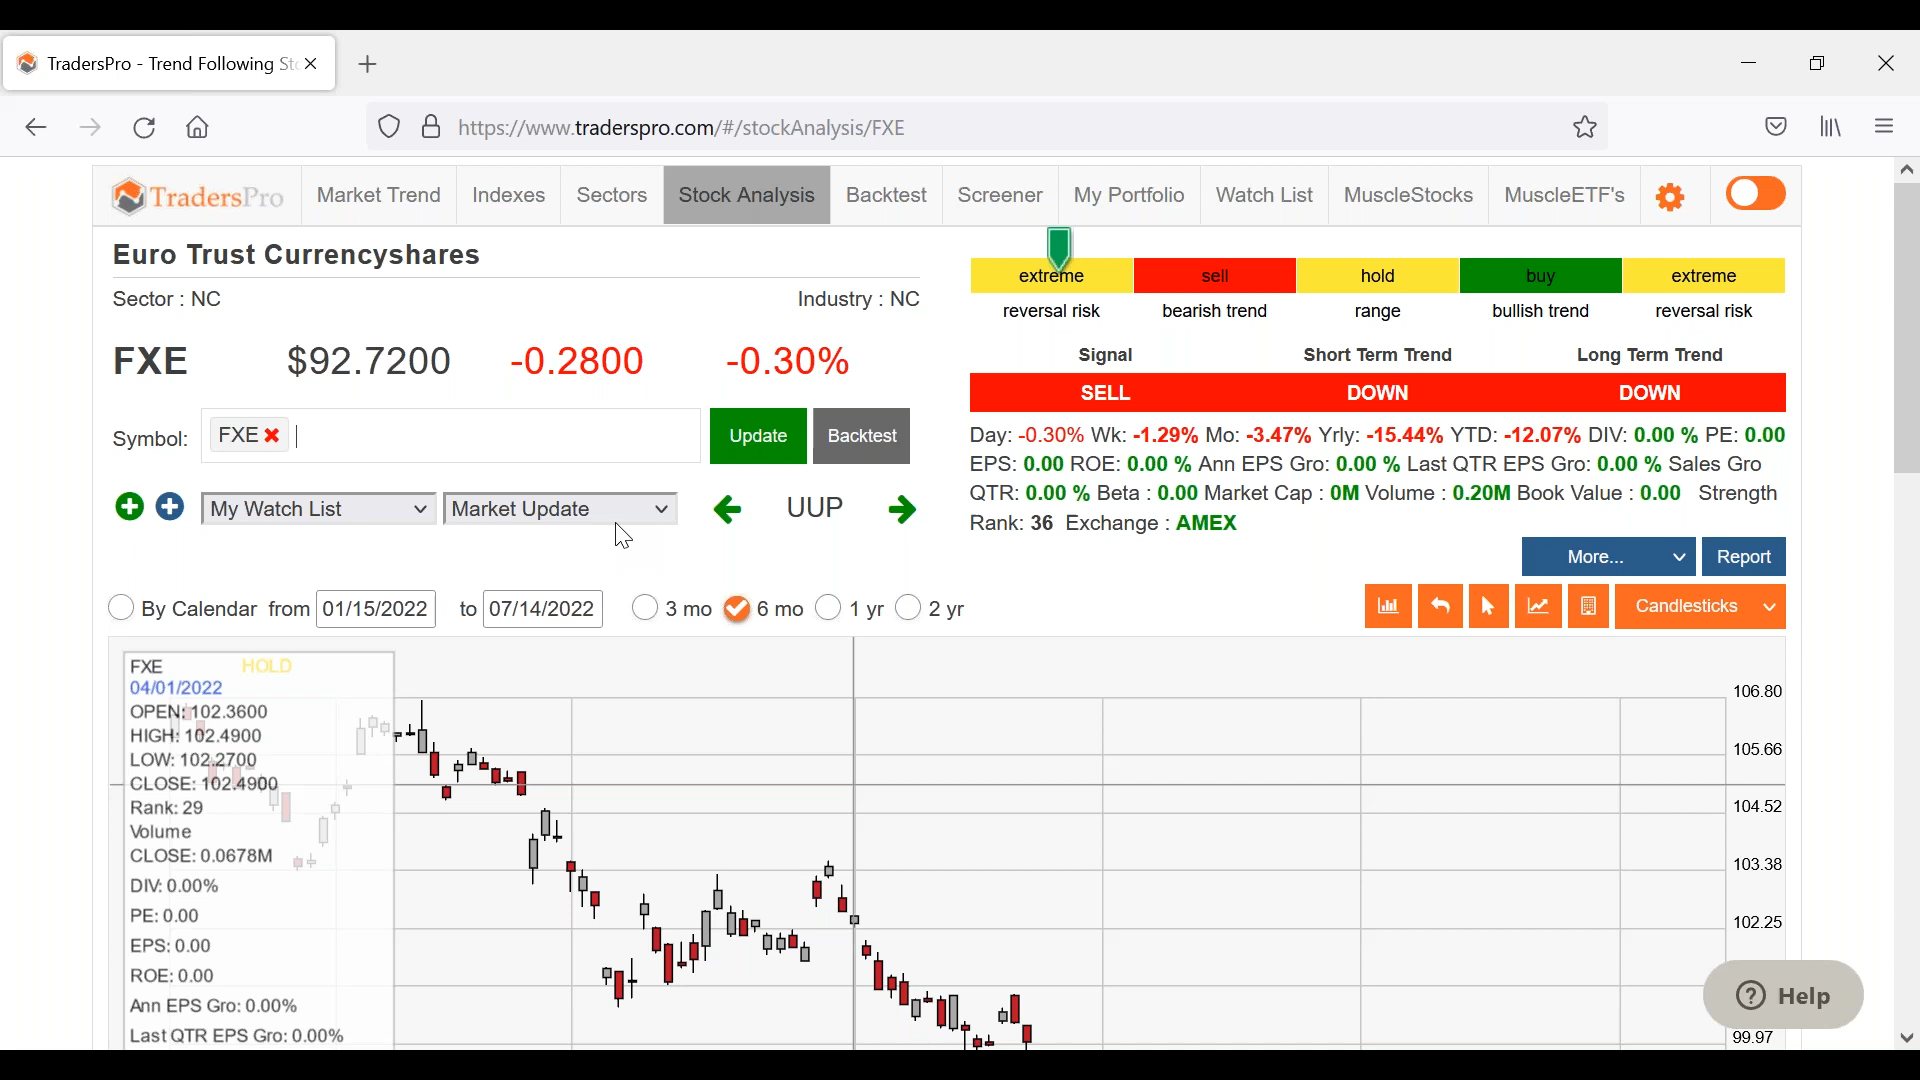 TradersPro - Trend Following Sto
https://www.traderspro.com/#/stockAnalysis/FXE
TradersPro Market Trend Indexes Sectors Stock Analysis Backtest Screener My Portfolio Watch List MuscleStocks MuscleETF's
Euro Trust Currencyshares
Sector : NC Industry : NC
FXE $92.7200 -0.2800 -0.30%
Symbol: FXE Update Backtest
My Watch List Market Update UUP
extreme sell hold buy extreme
reversal risk bearish trend range bullish trend reversal risk
Signal Short Term Trend Long Term Trend
SELL DOWN DOWN
Day: -0.30% Wk: -1.29% Mo: -3.47% Yrly: -15.44% YTD: -12.07% DIV: 0.00 % PE: 0.00
EPS: 0.00 ROE: 0.00 % Ann EPS Gro: 0.00 % Last QTR EPS Gro: 0.00 % Sales Gro
QTR: 0.00 % Beta : 0.00 Market Cap : 0M Volume : 0.20M Book Value : 0.00 Strength
Rank: 36 Exchange : AMEX
More... Report
By Calendar from 01/15/2022 to 07/14/2022 3 mo 6 mo 1 yr 2 yr
Candlesticks
FXE HOLD
04/01/2022
OPEN: 102.3600
HIGH: 102.4900
LOW: 102.2700
CLOSE: 102.4900
Rank: 29
Volume
CLOSE: 0.0678M
DIV: 0.00%
PE: 0.00
EPS: 0.00
ROE: 0.00
Ann EPS Gro: 0.00%
Last QTR EPS Gro: 0.00%
106.80
105.66
104.52
103.38
102.25
99.97
Help